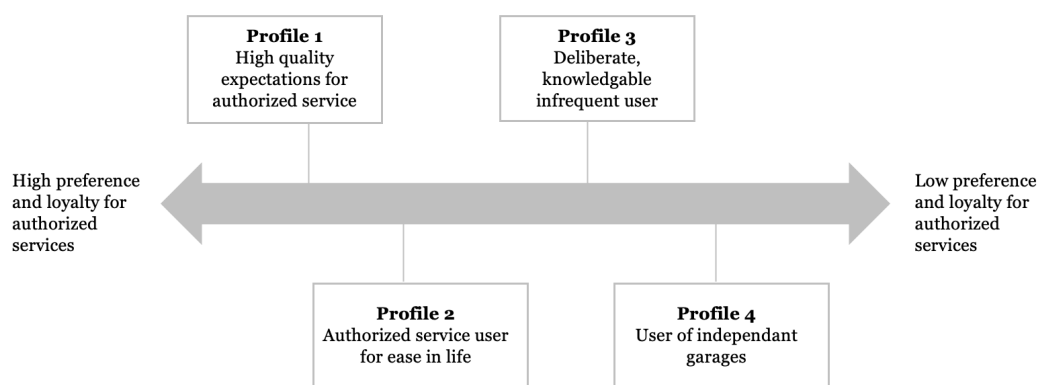 Profile 1
High quality
expectations for
authorized service
Profile 3
Deliberate,
knowledgable
infrequent user
High preference
and loyalty for
authorized
services
Low preference
and loyalty for
authorized
services
Profile 2
Authorized service user
for ease in life
Profile 4
User of independant
garages